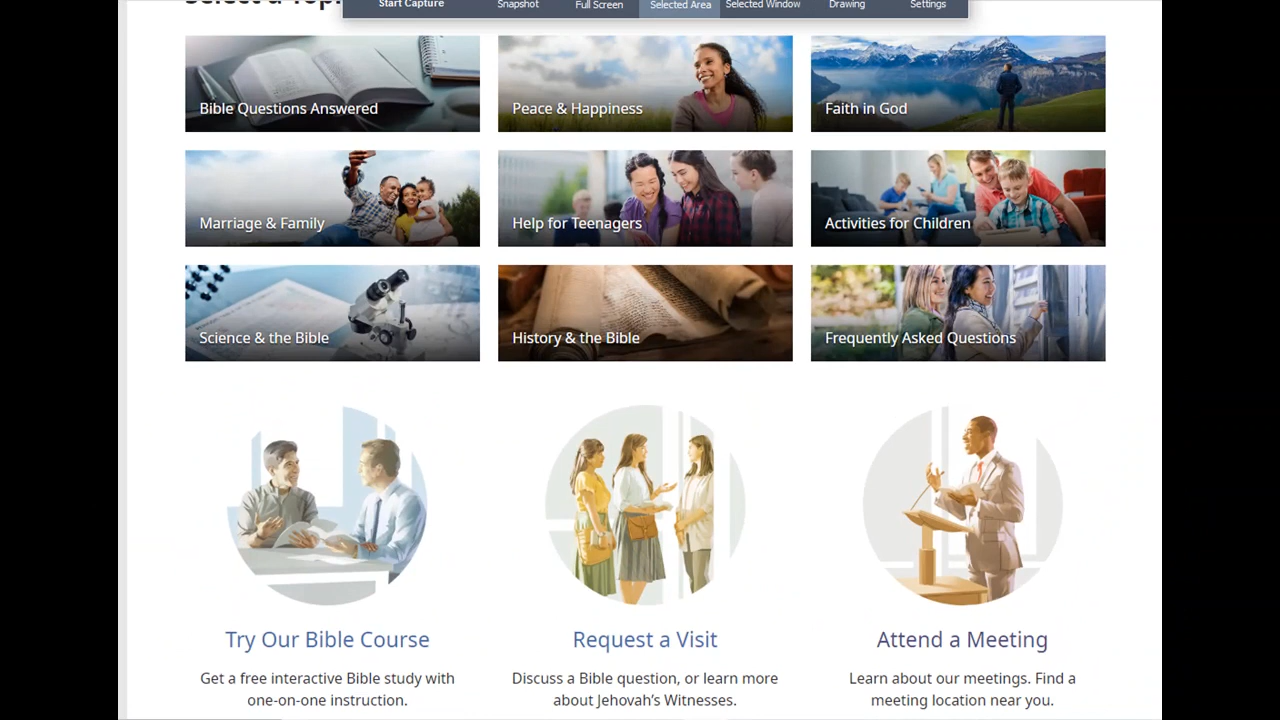 Select a Top
Start Capture
Snapshot
Full Screen
Selected Area
Selected Window
Drawing
Settings
Bible Questions Answered
Peace & Happiness
Faith in God
Marriage & Family
Help for Teenagers
Activities for Children
Science & the Bible
History & the Bible
Frequently Asked Questions
Try Our Bible Course
Get a free interactive Bible study with
one-on-one instruction.
Request a Visit
Discuss a Bible question, or learn more
about Jehovah’s Witnesses.
Attend a Meeting
Learn about our meetings. Find a
meeting location near you.